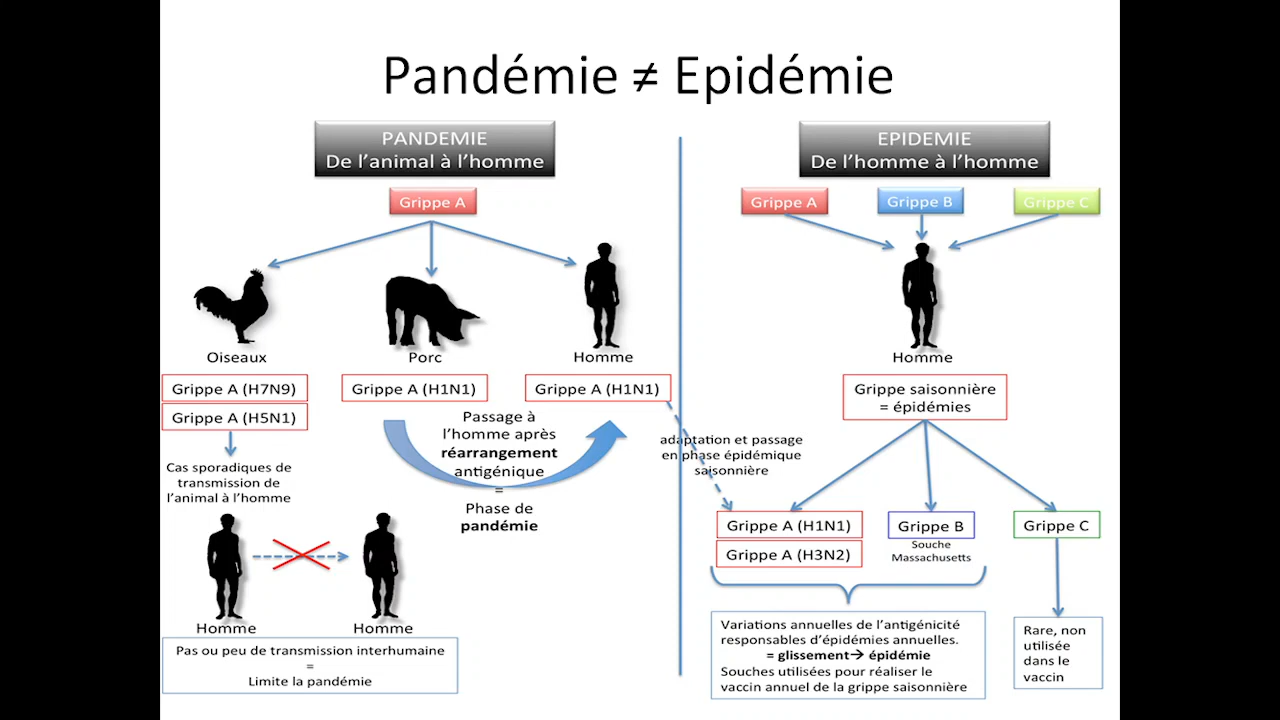 Pandémie ≠ Epidémie
PANDEMIE
De l'animal à l'homme
Grippe A
Oiseaux
Porc
Homme
Grippe A (H7N9)
Grippe A (H5N1)
Grippe A (H1N1)
Grippe A (H1N1)
Cas sporadiques de
transmission de
l'animal à l'homme
Passage à
l'homme après
réarrangement
antigénique
=
Phase de
pandémie
Homme
Homme
Pas ou peu de transmission interhumaine
=
Limite la pandémie
adaptation et passage
en phase épidémique
saisonnière
EPIDEMIE
De l'homme à l'homme
Grippe A
Grippe B
Grippe C
Homme
Grippe saisonnière
= épidémies
Grippe A (H1N1)
Grippe A (H3N2)
Grippe B
Souche
Massachusetts
Grippe C
Variations annuelles de l'antigénicité
responsables d'épidémies annuelles.
= glissement→ épidémie
Souches utilisées pour réaliser le
vaccin annuel de la grippe saisonnière
Rare, non
utilisée
dans le
vaccin